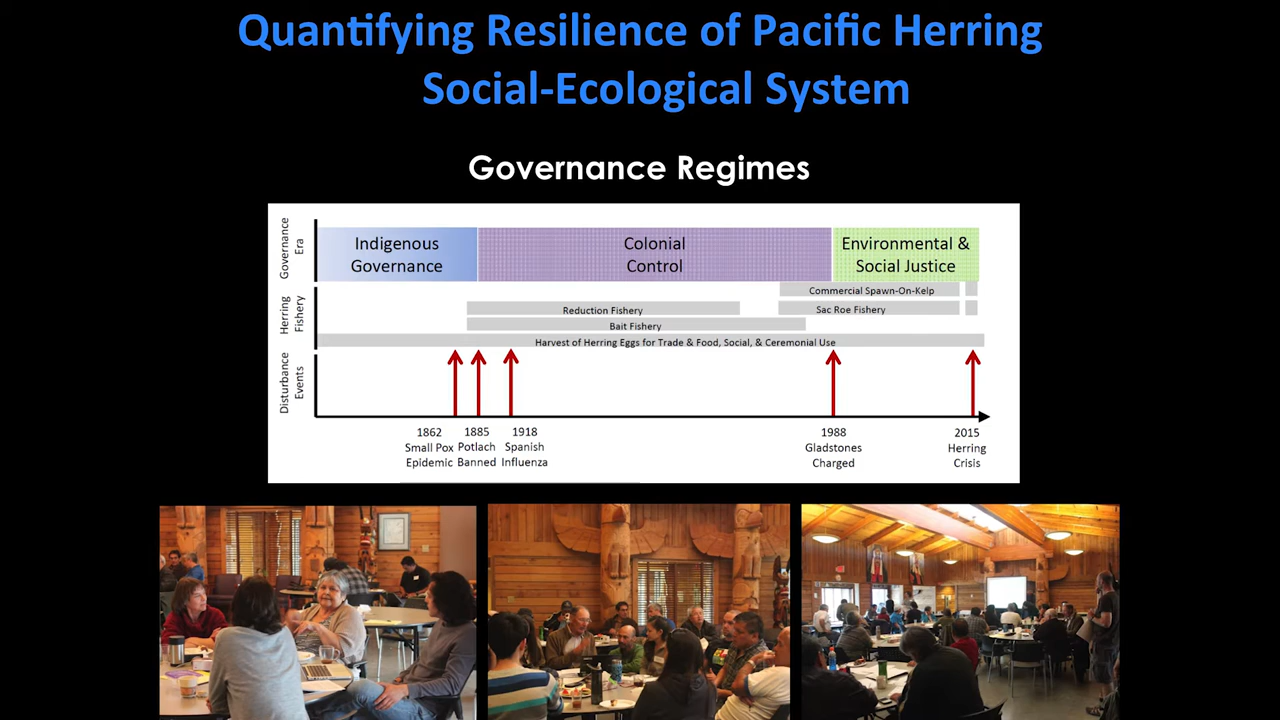 Quantifying Resilience of Pacific Herring
Social-Ecological System
Governance Regimes
Governance
Era
Indigenous
Governance
Colonial
Control
Environmental &
Social Justice
Herring
Fishery
Commercial Spawn-On-Kelp
Reduction Fishery
Sac Roe Fishery
Bait Fishery
Harvest of Herring Eggs for Trade & Food, Social, & Ceremonial Use
Disturbance
Events
1862
Small Pox
Epidemic
1885
Potlach
Banned
1918
Spanish
Influenza
1988
Gladstones
Charged
2015
Herring
Crisis